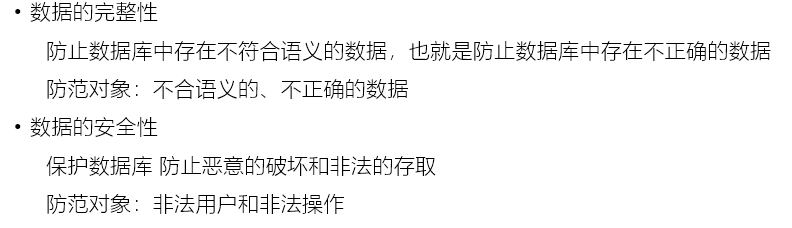 • 数据的完整性
防止数据库中存在不符合语义的数据，也就是防止数据库中存在不正确的数据
防范对象：不合语义的、不正确的数据
• 数据的安全性
保护数据库 防止恶意的破坏和非法的存取
防范对象：非法用户和非法操作